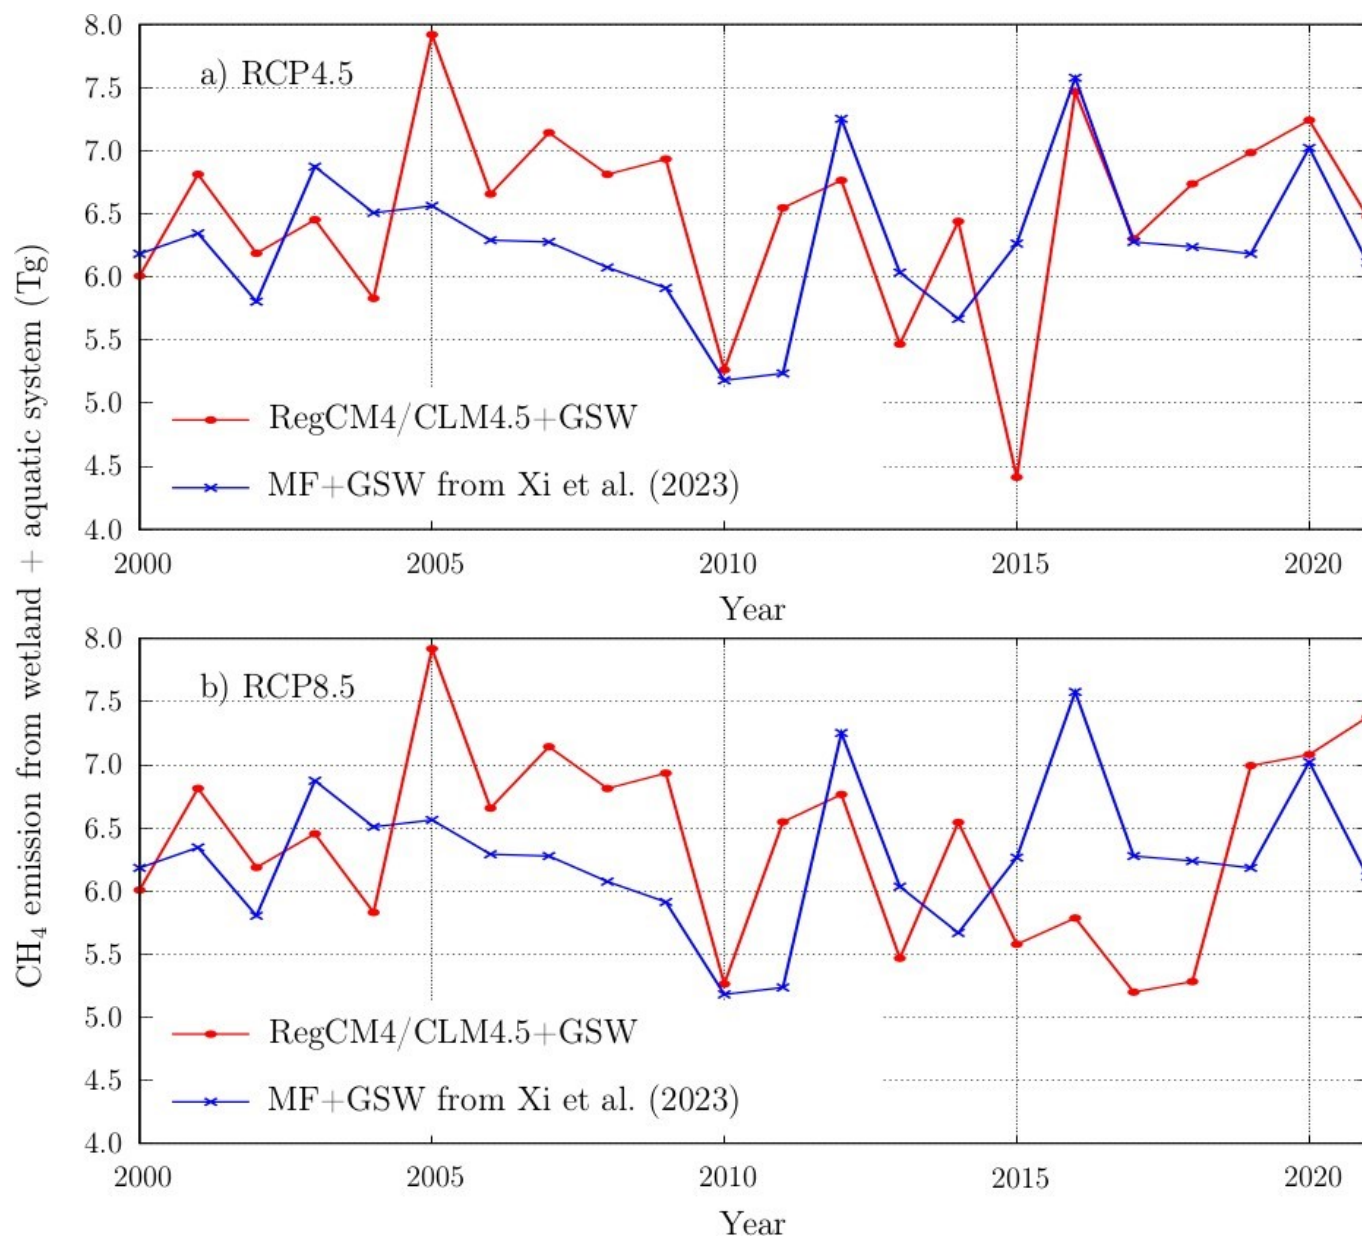 CH₄ emission from wetland + aquatic system (Tg)
8.0
7.5
7.0
6.5
6.0
5.5
5.0
4.5
4.0
a) RCP4.5
RegCM4/CLM4.5+GSW
MF+GSW from Xi et al. (2023)
2000 2005 2010 2015 2020
Year
8.0
7.5
7.0
6.5
6.0
5.5
5.0
4.5
4.0
b) RCP8.5
RegCM4/CLM4.5+GSW
MF+GSW from Xi et al. (2023)
2000 2005 2010 2015 2020
Year